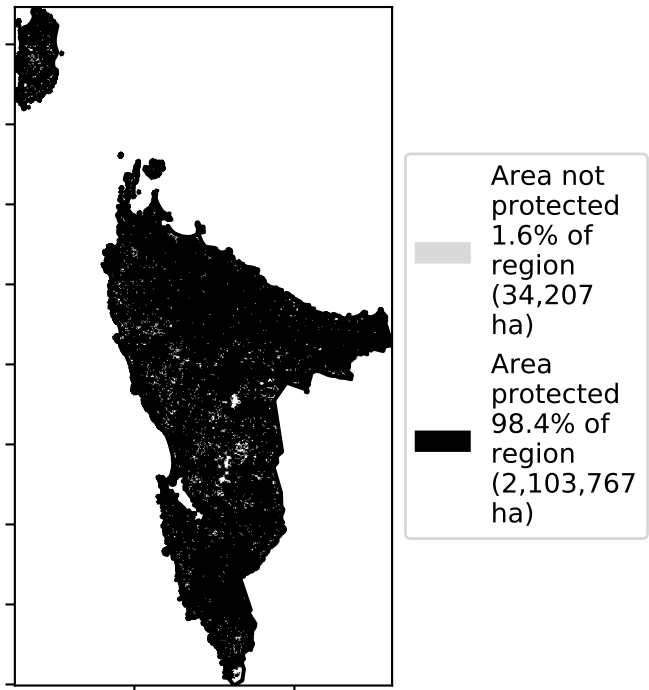 Area not
protected
1.6% of
region
(34,207
ha)
Area
protected
98.4% of
region
(2,103,767
ha)